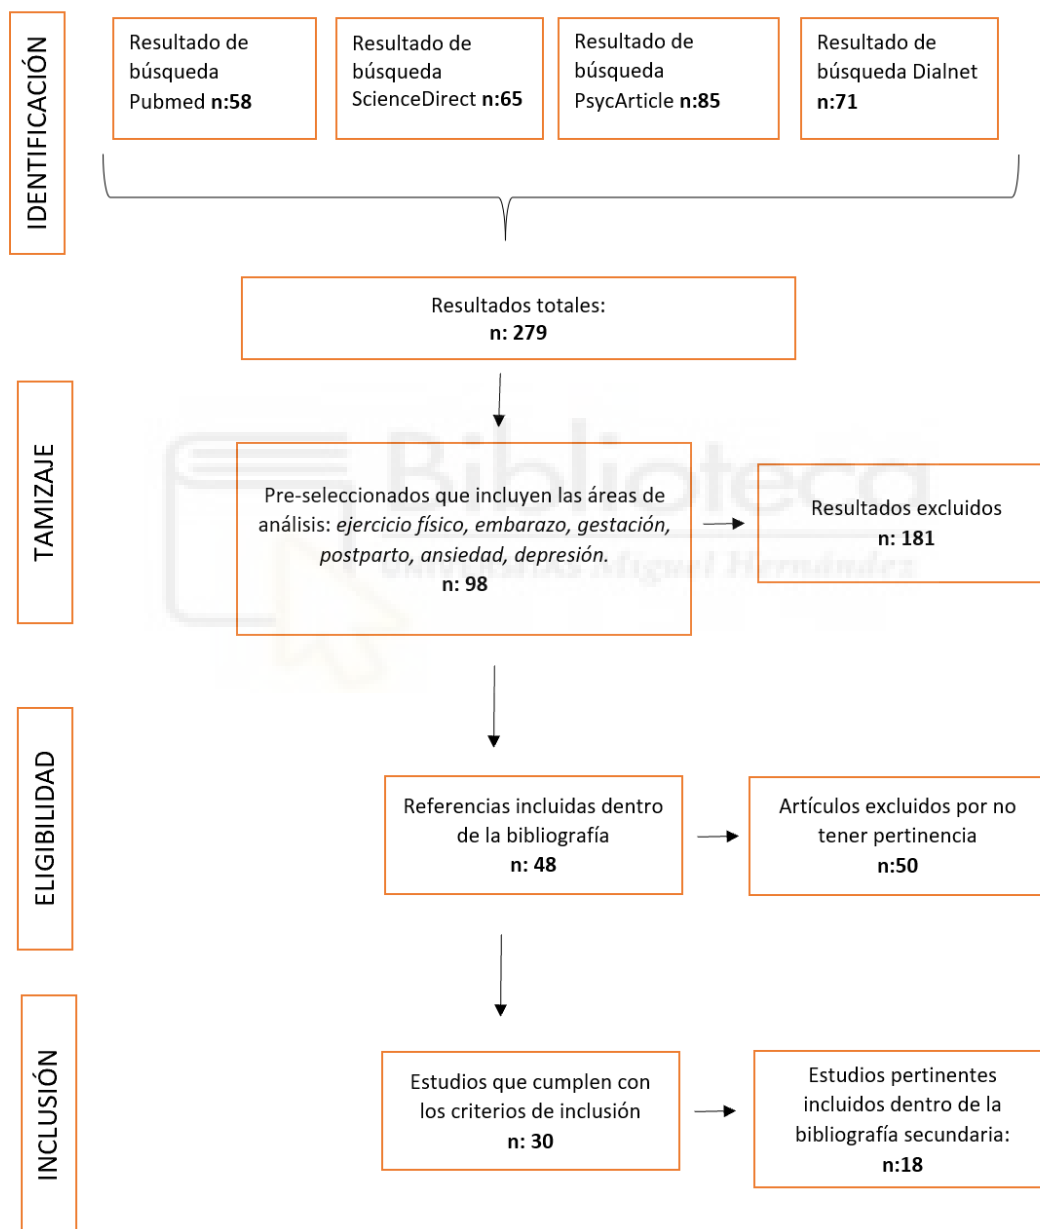 IDENTIFICACIÓN
Resultado de
búsqueda
Pubmed n:58
Resultado de
búsqueda
ScienceDirect n:65
Resultado de
búsqueda
PsycArticle n:85
Resultado de
búsqueda Dialnet
n:71
Resultados totales:
n: 279
TAMIZAJE
Pre-seleccionados que incluyen las áreas de
análisis: ejercicio físico, embarazo, gestación,
postparto, ansiedad, depresión.
n: 98
Resultados excluidos
n: 181
Biblioteca
UNIVERSITAS Miguel Hernández
ELIGIBILIDAD
Referencias incluidas dentro
de la bibliografía
n: 48
Artículos excluidos por no
tener pertinencia
n:50
INCLUSIÓN
Estudios que cumplen con
los criterios de inclusión
n: 30
Estudios pertinentes
incluidos dentro de la
bibliografía secundaria:
n:18